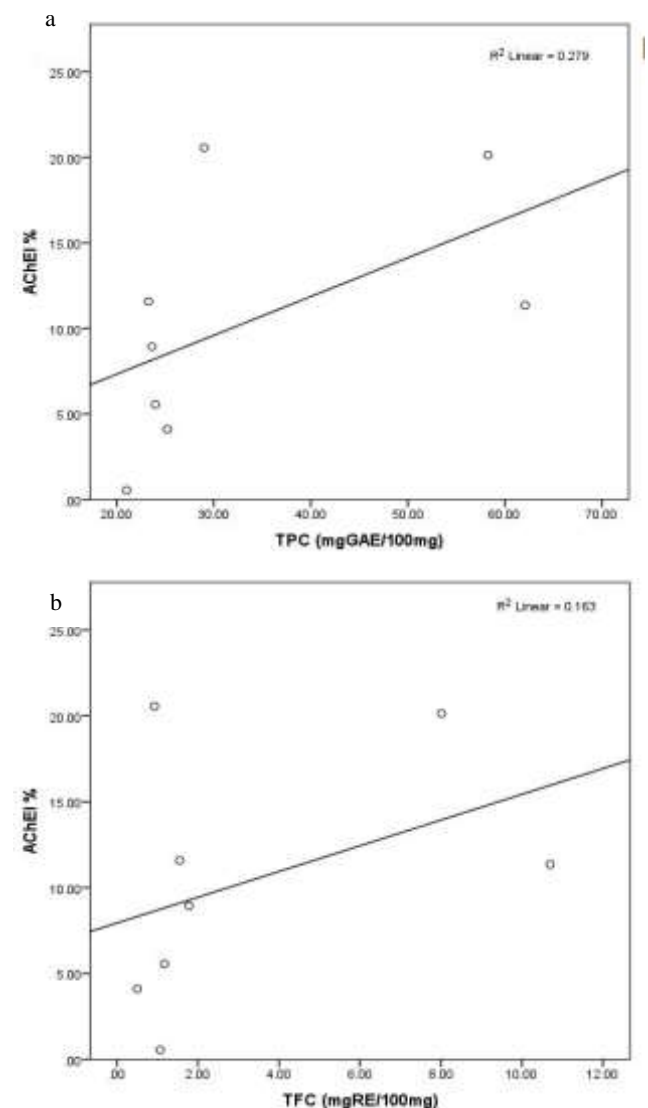 a
R2 Linear = 0.279
25.00
20.00
15.00
10.00
5.00
.00
AChEI %
20.00 30.00 40.00 50.00 60.00 70.00
TPC (mgGAE/100mg)
b
R2 Linear = 0.163
25.00
20.00
15.00
10.00
5.00
.00
AChEI %
.00 2.00 4.00 6.00 8.00 10.00 12.00
TFC (mgRE/100mg)